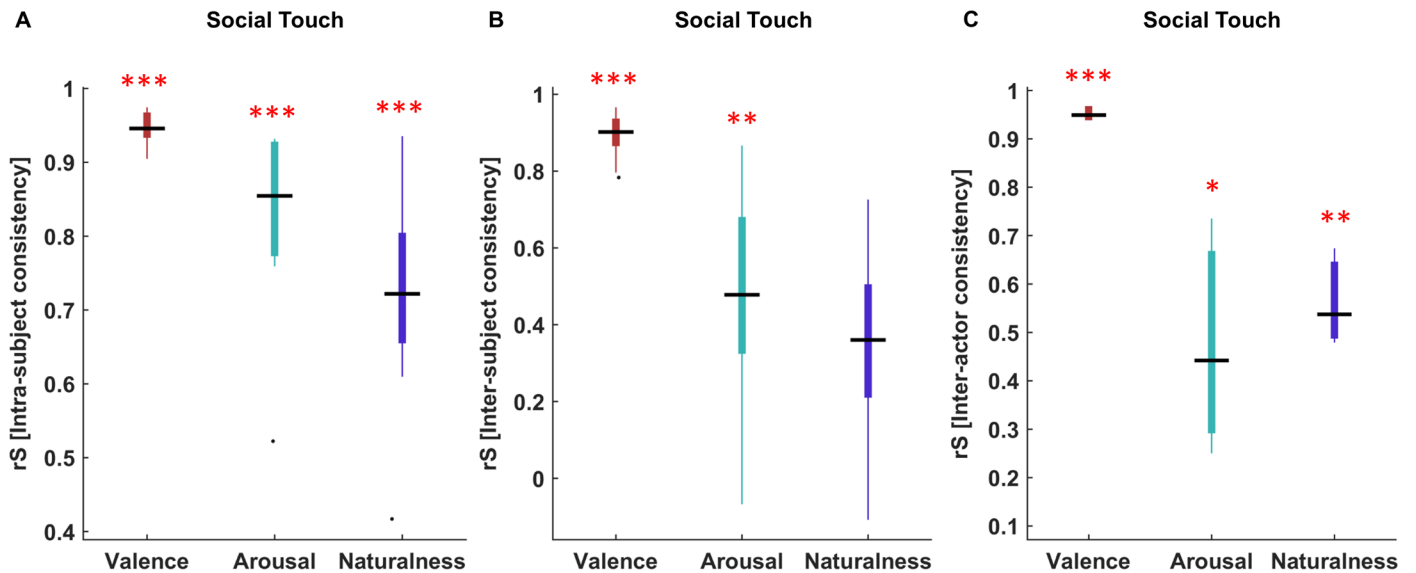 A
Social Touch
***
***
***
1
0.9
0.8
0.7
0.6
0.5
0.4
rS [Intra-subject consistency]
Valence
Arousal
Naturalness
B
Social Touch
***
**
1
0.8
0.6
0.4
0.2
0
rS [Inter-subject consistency]
Valence
Arousal
Naturalness
C
Social Touch
***
*
**
1
0.9
0.8
0.7
0.6
0.5
0.4
0.3
0.2
0.1
rS [Inter-actor consistency]
Valence
Arousal
Naturalness